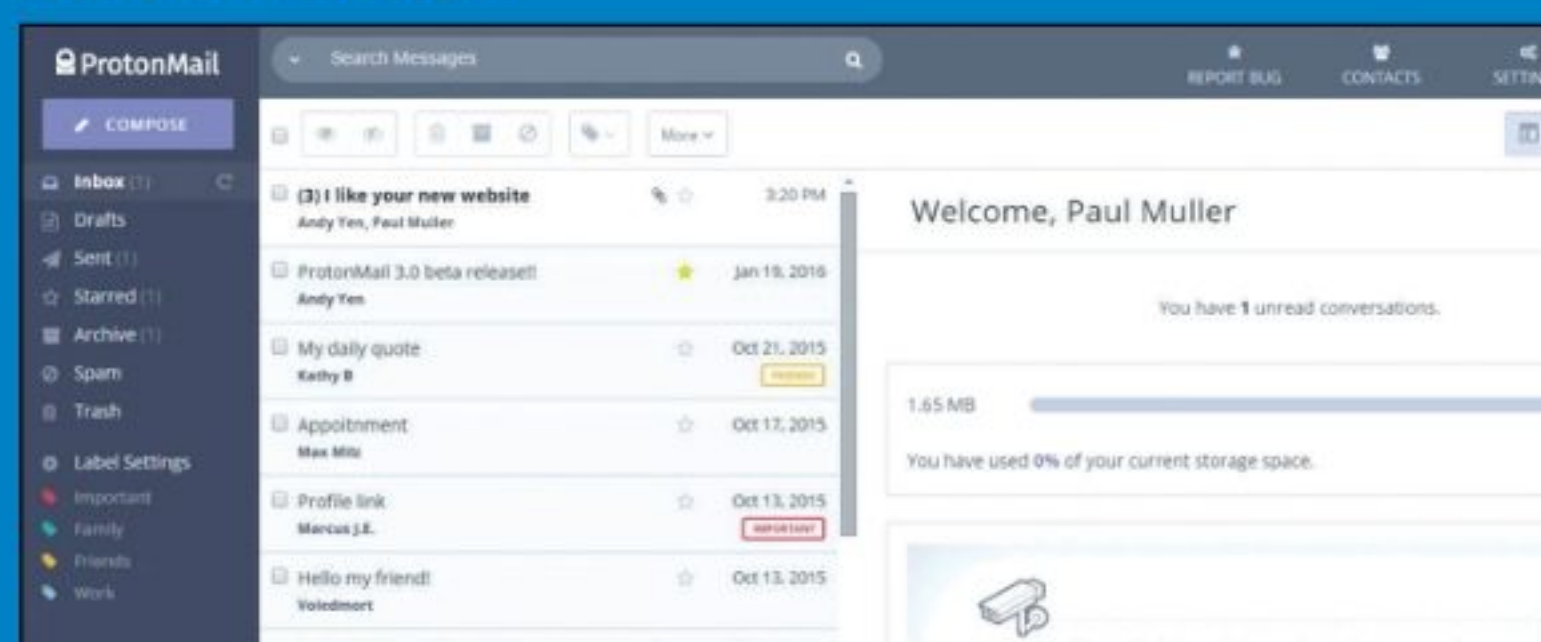 ProtonMail
Search Messages
REPORT BUG
CONTACTS
SETTIN
COMPOSE
More
Inbox (1)
Drafts
Sent (1)
Starred (1)
Archive (1)
Spam
Trash
Label Settings
Important
Family
Friends
Work
(3) I like your new website
3:20 PM
Andy Yen, Paul Muller
ProtonMail 3.0 beta release!!
Jan 19, 2016
Andy Yen
My daily quote
Oct 21, 2015
Kathy B
FRIENDS
Appoitnment
Oct 17, 2015
Profile link
Oct 13, 2015
Marcus J.E.
IMPORTANT
Hello my friend!
Oct 13, 2015
Voledmort
Welcome, Paul Muller
You have 1 unread conversations.
1.65 MB
You have used 0% of your current storage space.